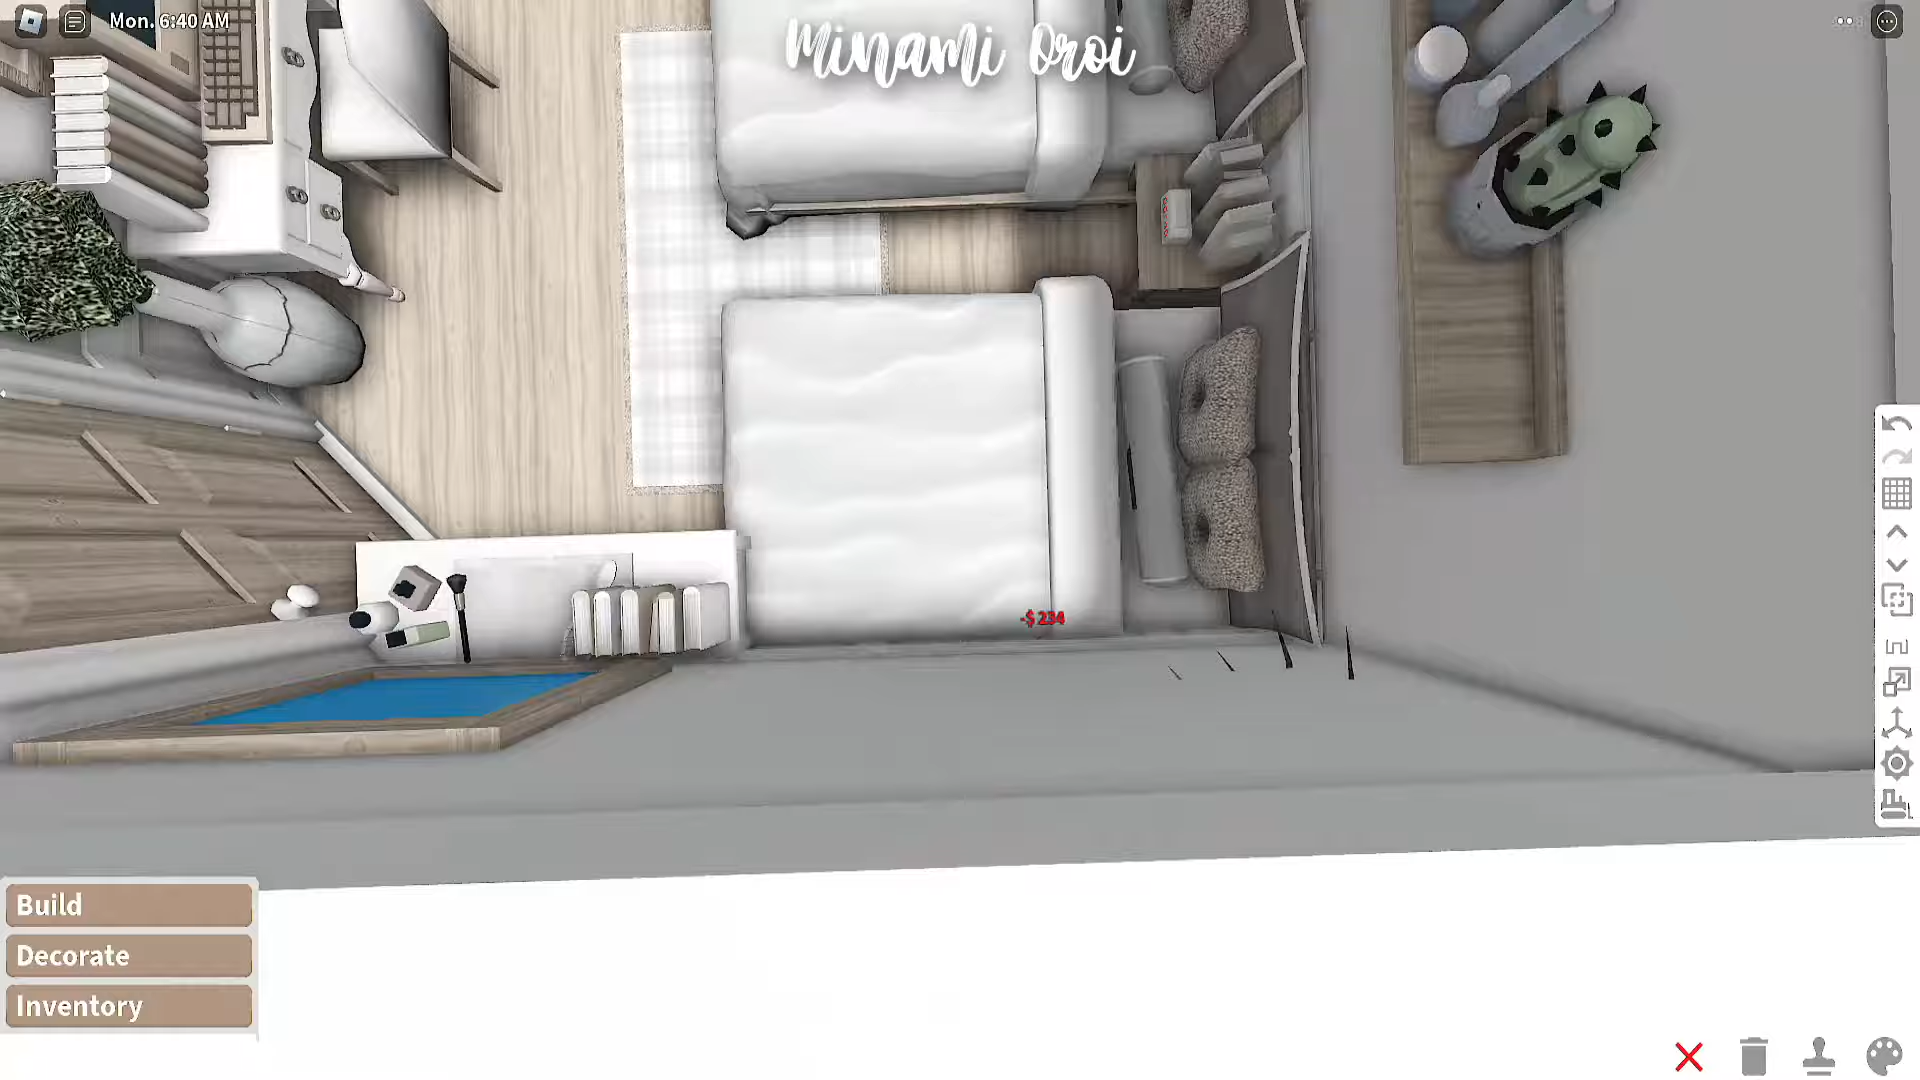 Mon. 6:40 AM
Minami Oroi
-$ 234
Build
Decorate
Inventory